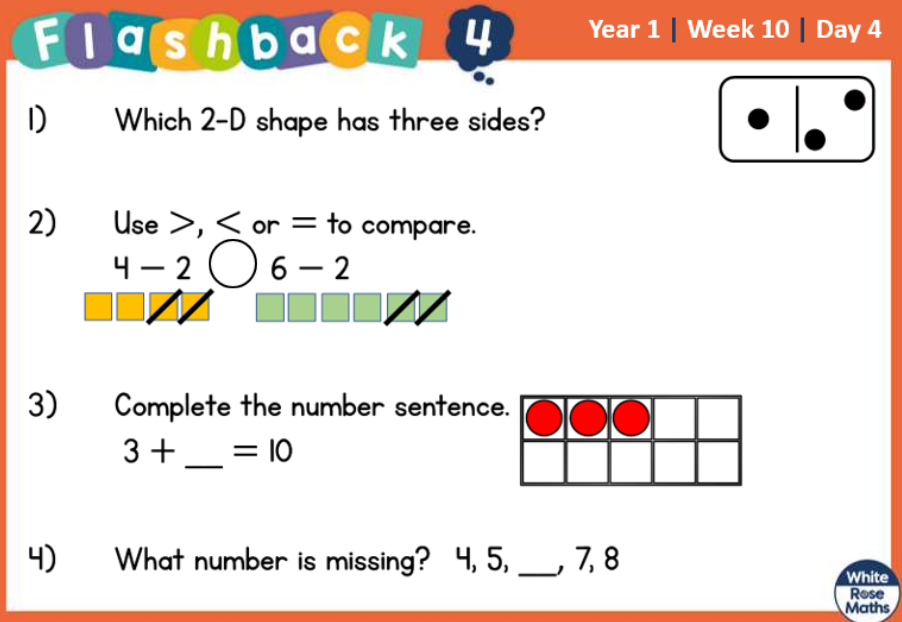 Flashback 4
Year 1 | Week 10 | Day 4
1) Which 2-D shape has three sides?
2) Use >, < or = to compare.
4 − 2 ◯ 6 − 2
3) Complete the number sentence.
3 + __ = 10
4) What number is missing? 4, 5, __, 7, 8
White
Rose
Maths